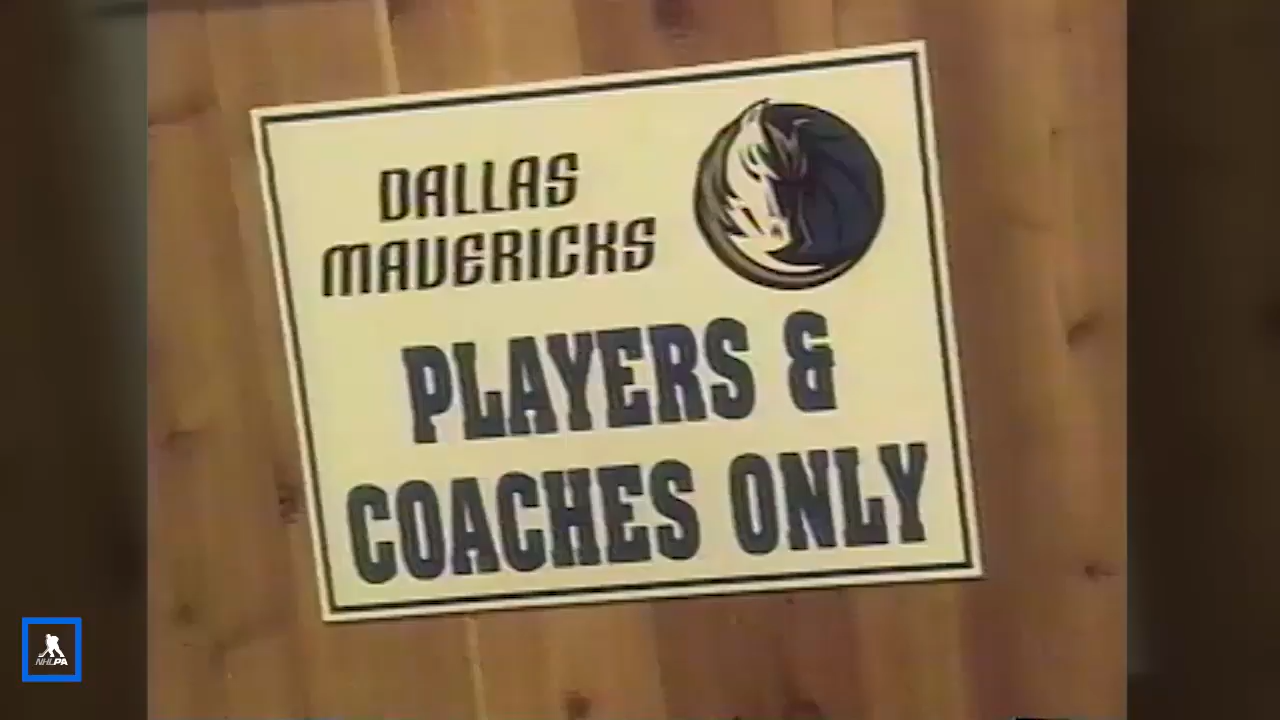 DALLAS
MAVERICKS
PLAYERS &
COACHES ONLY
NHLPA